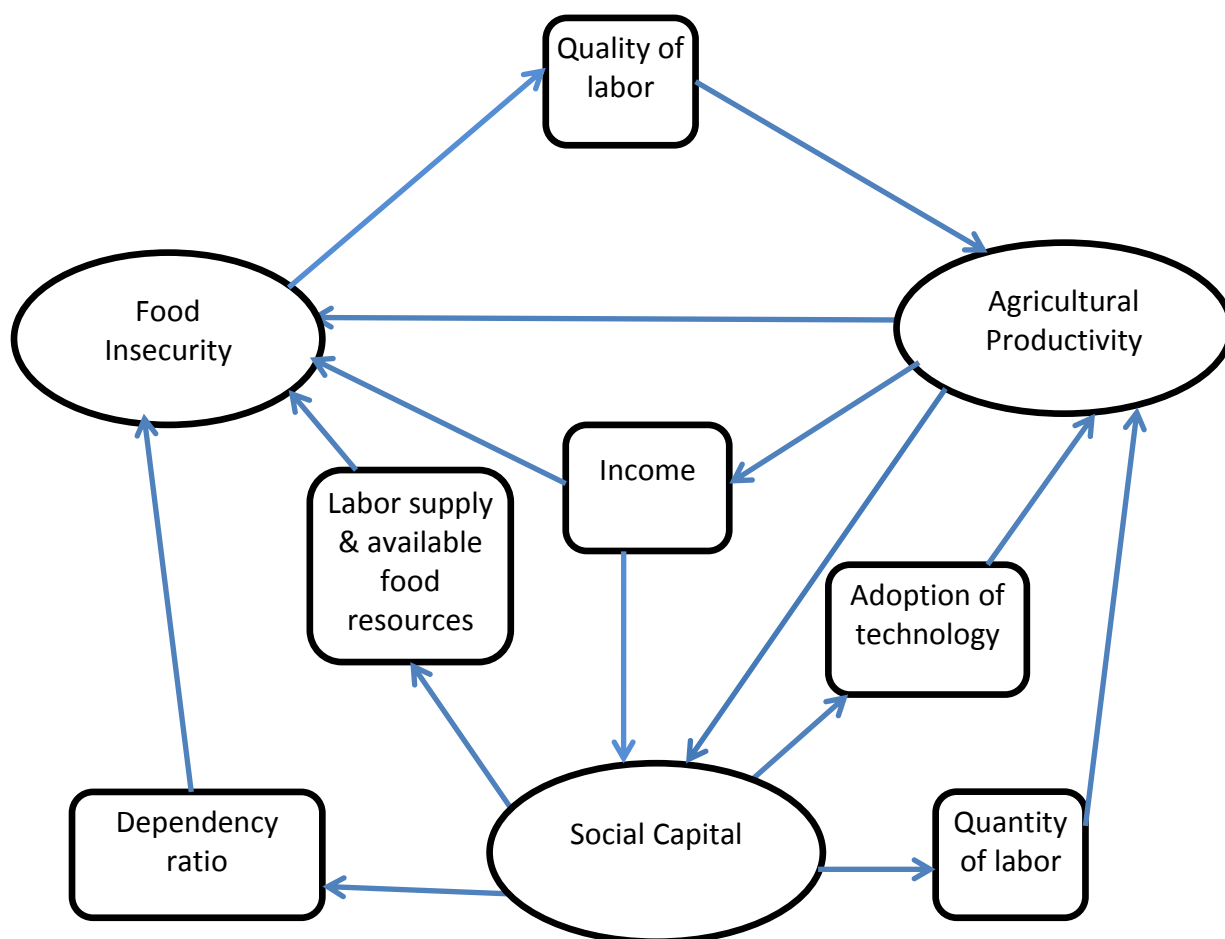 Quality of
labor
Food
Insecurity
Agricultural
Productivity
Income
Labor supply
& available
food
resources
Adoption of
technology
Dependency
ratio
Social Capital
Quantity
of labor